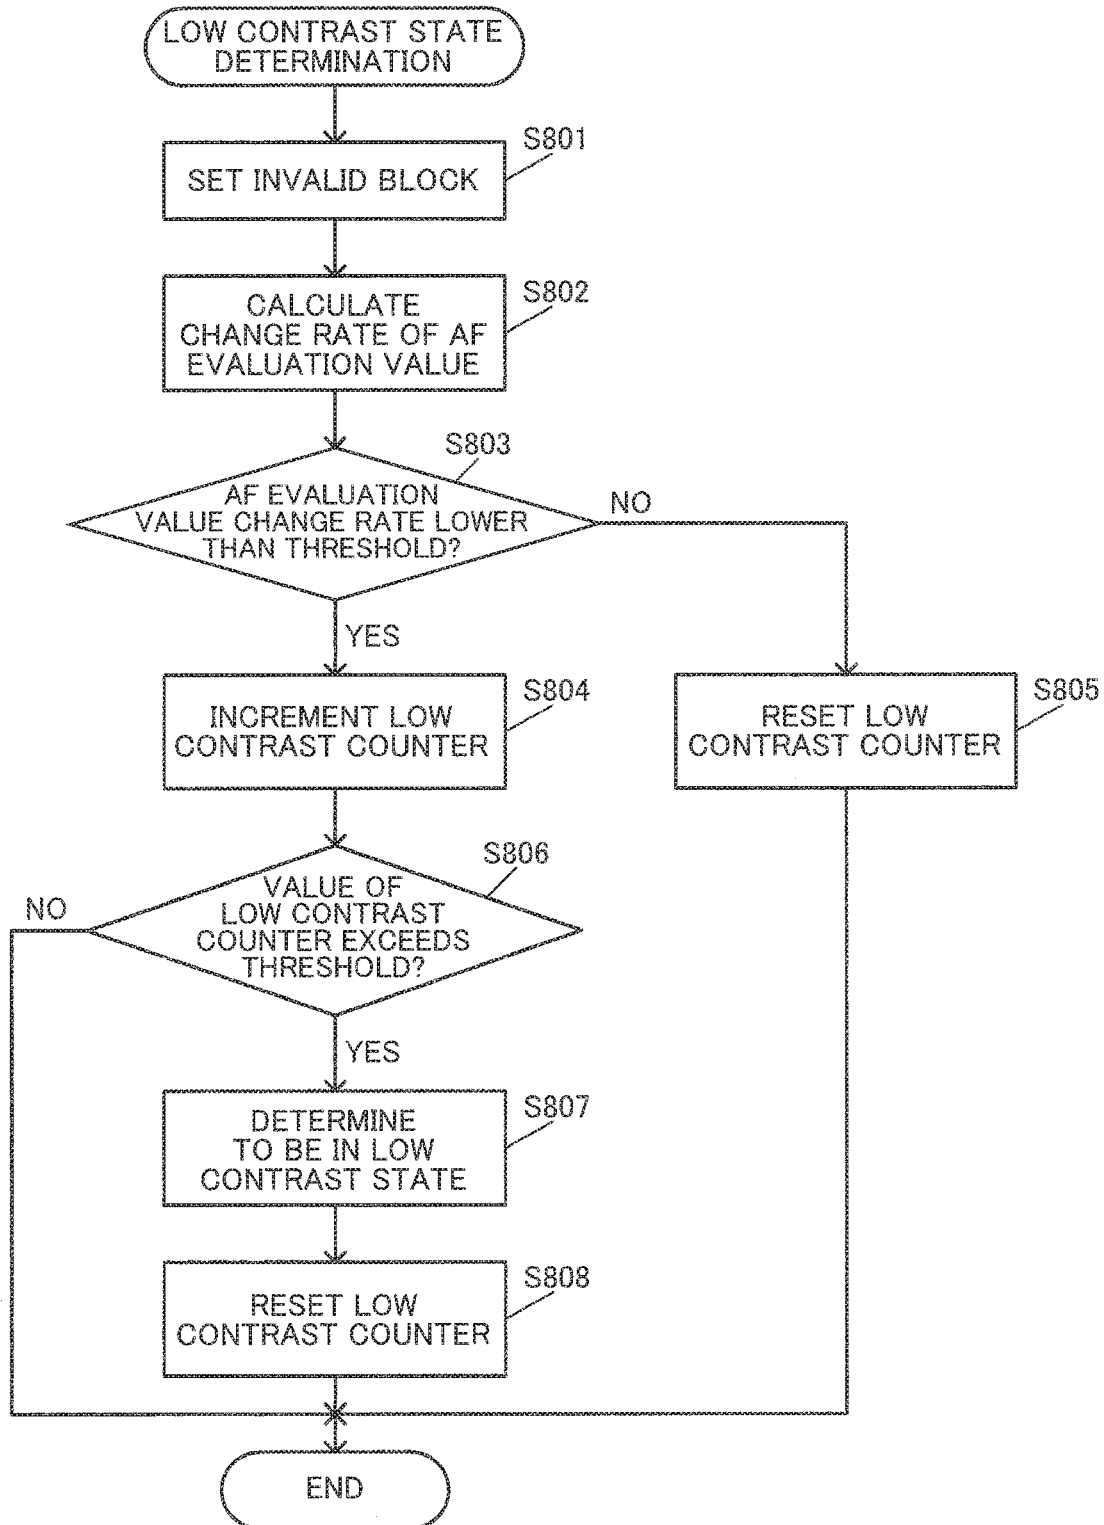 LOW CONTRAST STATE
DETERMINATION
S801
SET INVALID BLOCK
S802
CALCULATE
CHANGE RATE OF AF
EVALUATION VALUE
S803
AF EVALUATION
VALUE CHANGE RATE LOWER
THAN THRESHOLD?
NO
YES
S804
INCREMENT LOW
CONTRAST COUNTER
S805
RESET LOW
CONTRAST COUNTER
S806
VALUE OF
LOW CONTRAST
COUNTER EXCEEDS
THRESHOLD?
NO
YES
S807
DETERMINE
TO BE IN LOW
CONTRAST STATE
S808
RESET LOW
CONTRAST COUNTER
END